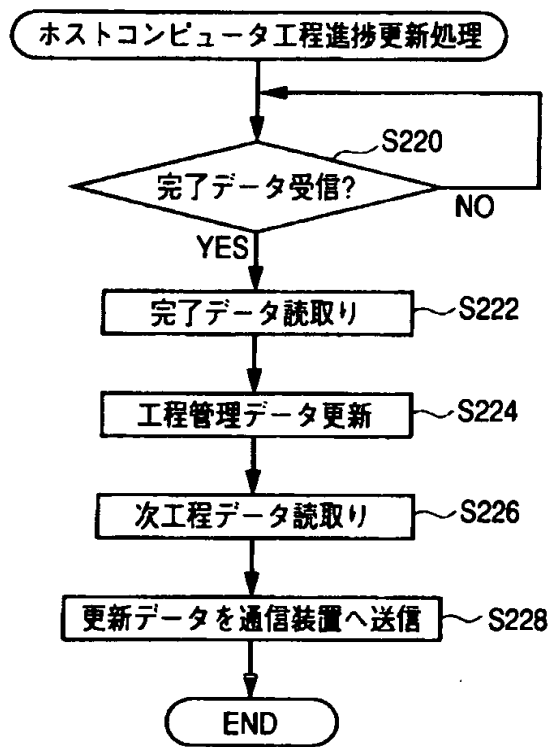 ホストコンピュータ工程進捗更新処理
S220
完了データ受信?
NO
YES
完了データ読取り
S222
工程管理データ更新
S224
次工程データ読取り
S226
更新データを通信装置へ送信
S228
END